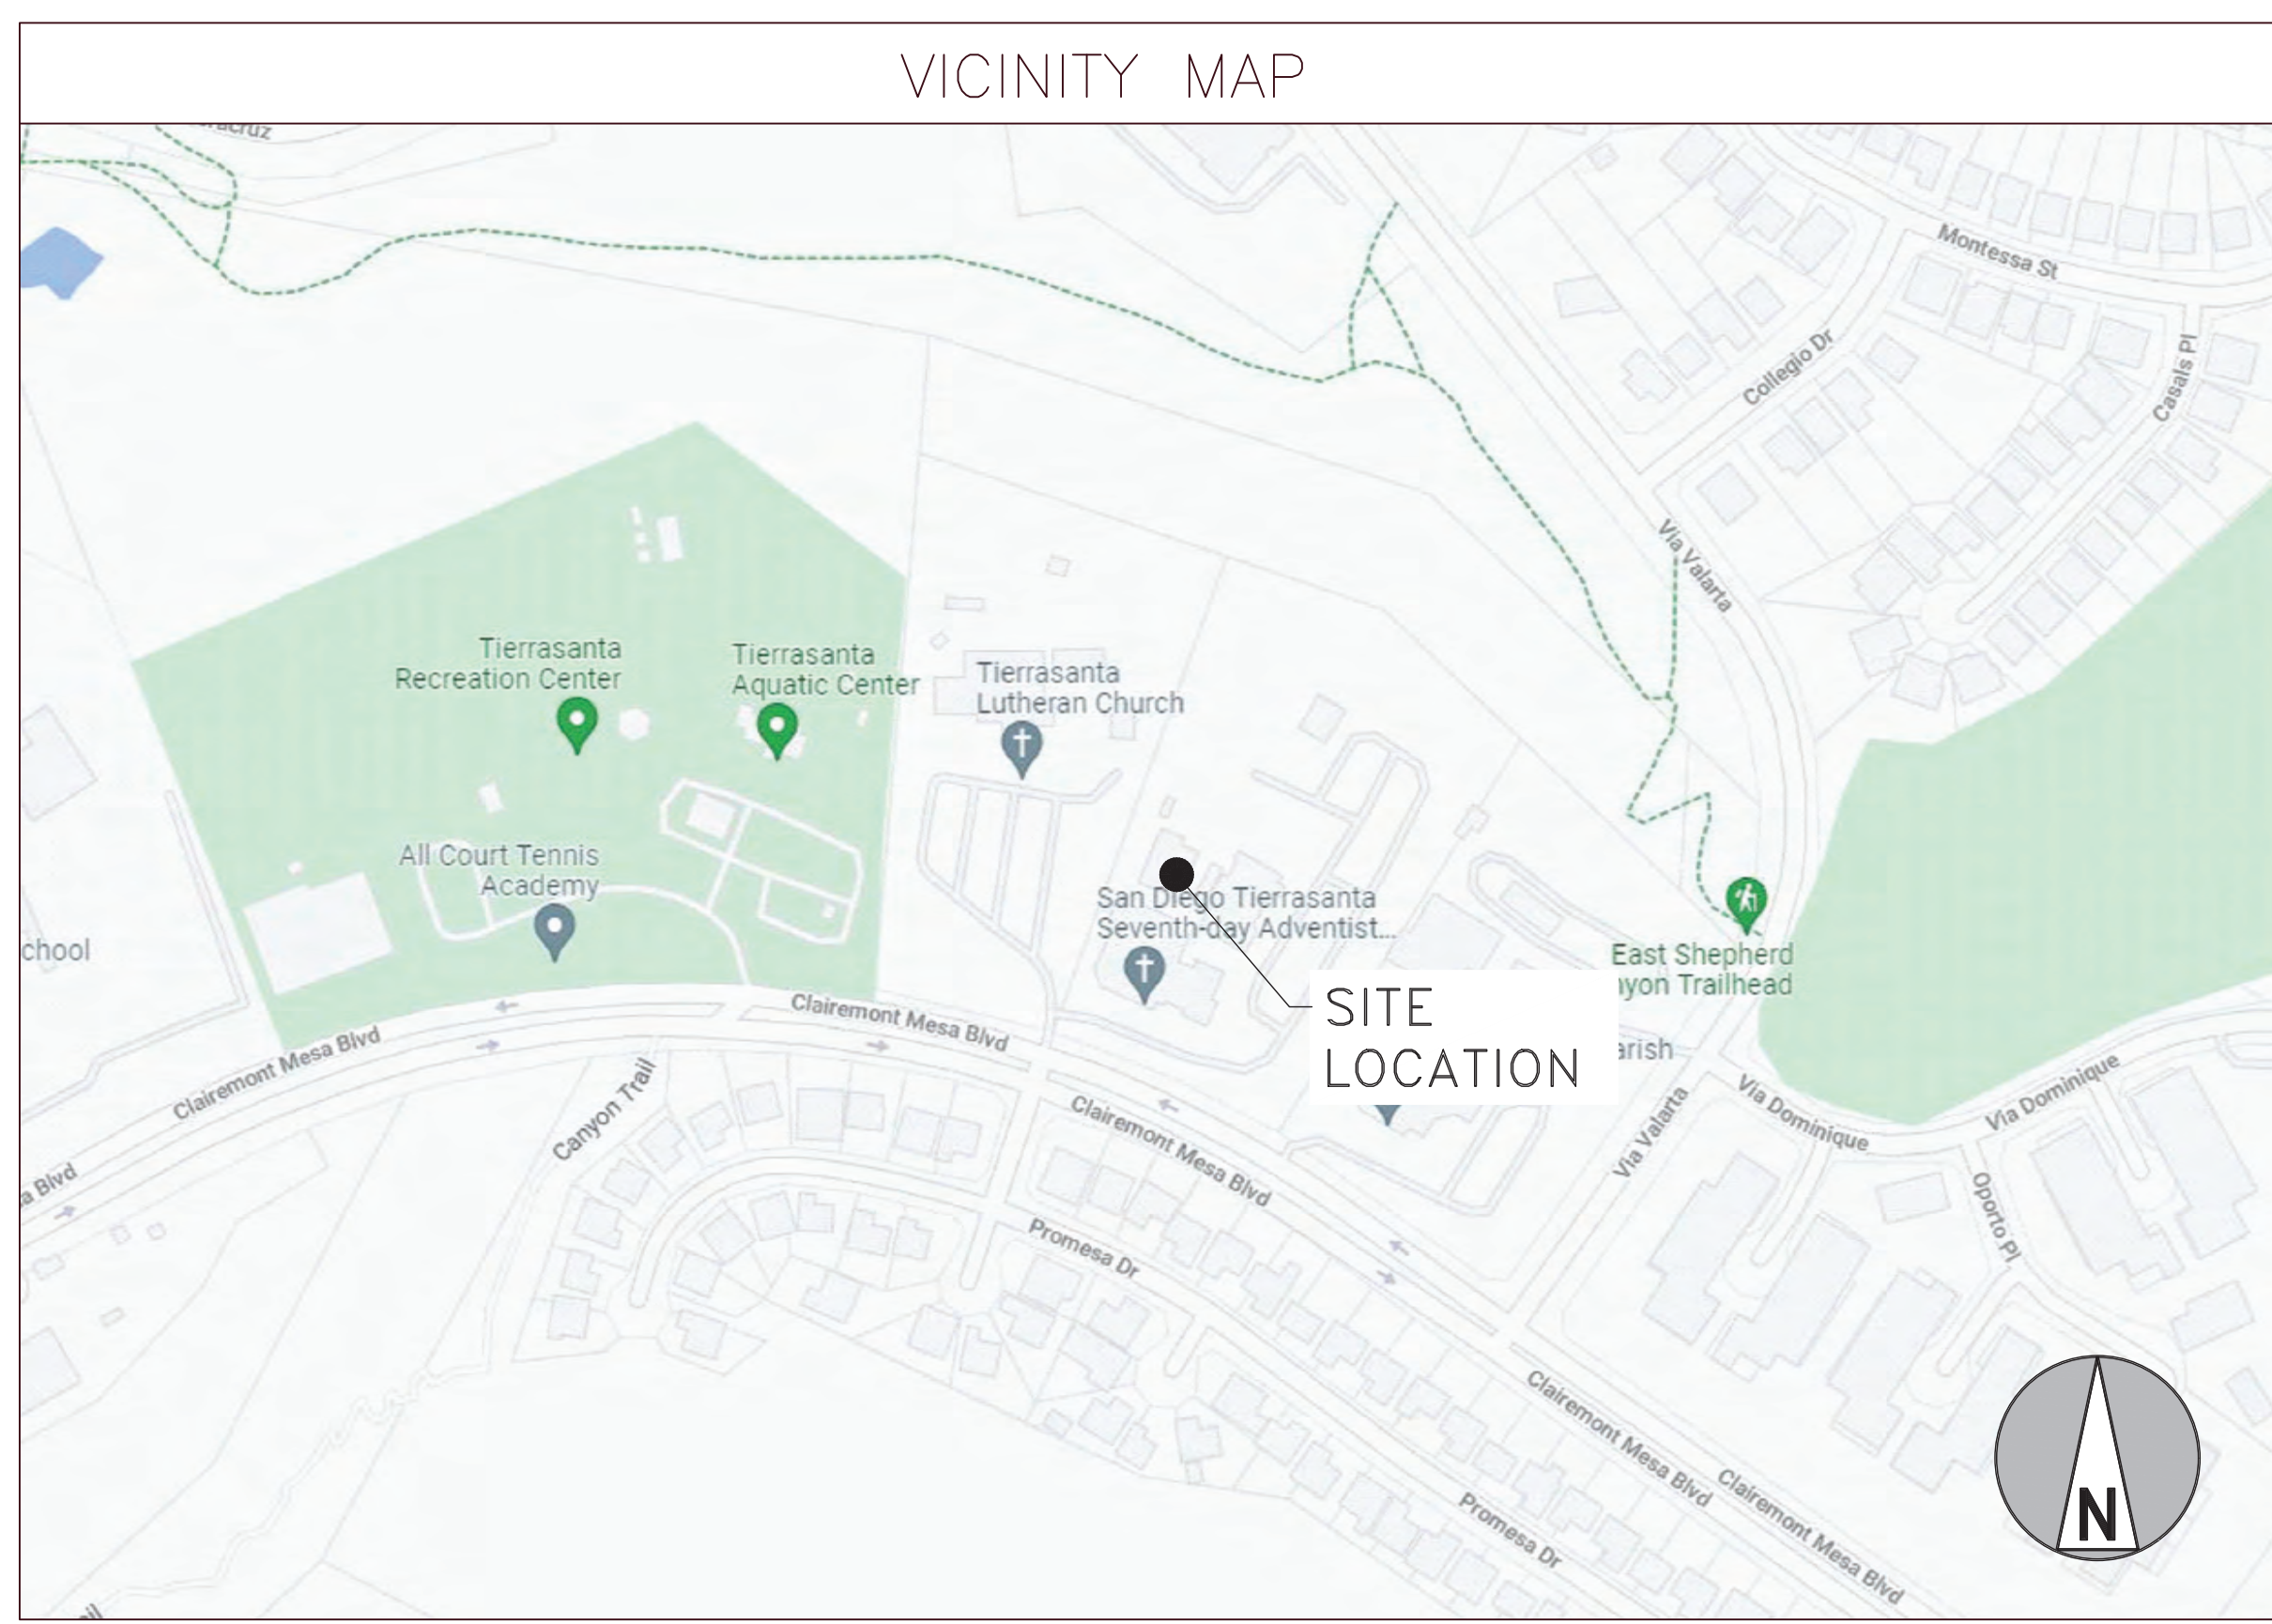 VICINITY MAP
Montessa St
Collegio Dr
Casals Pl
Via Valarta
Tierrasanta
Recreation Center
Tierrasanta
Aquatic Center
Tierrasanta
Lutheran Church
All Court Tennis
Academy
San Diego Tierrasanta
Seventh-day Adventist...
chool
East Shepherd
nyon Trailhead
SITE
LOCATION
arish
Clairemont Mesa Blvd
Clairemont Mesa Blvd
Canyon Trail
Via Valarta
Via Dominique
Via Dominique
Clairemont Mesa Blvd
a Blvd
Oporto Pl
Promesa Dr
Clairemont Mesa Blvd
Clairemont Mesa Blvd
Promesa Dr
N